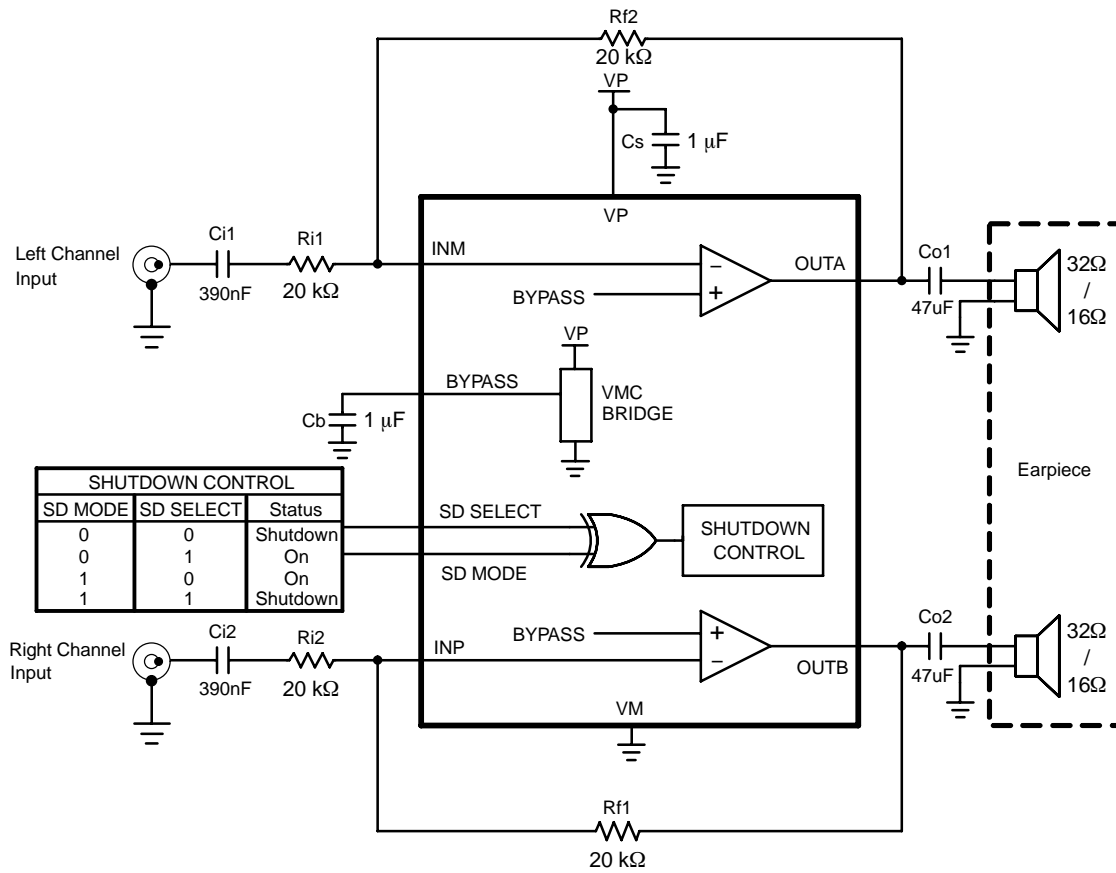 Rf2
20 kΩ
VP
Cs
1 μF
VP
Left Channel
Input
Ci1
390nF
Ri1
20 kΩ
INM
−
+
BYPASS
OUTA
Co1
47uF
32Ω
/
16Ω
VP
BYPASS
VMC
BRIDGE
Cb
1 μF
Earpiece
SHUTDOWN CONTROL
SD MODE SD SELECT Status
0 0 Shutdown
0 1 On
1 0 On
1 1 Shutdown
SD SELECT
SD MODE
SHUTDOWN
CONTROL
Right Channel
Input
Ci2
390nF
Ri2
20 kΩ
INP
BYPASS
+
−
OUTB
Co2
47uF
32Ω
/
16Ω
VM
Rf1
20 kΩ